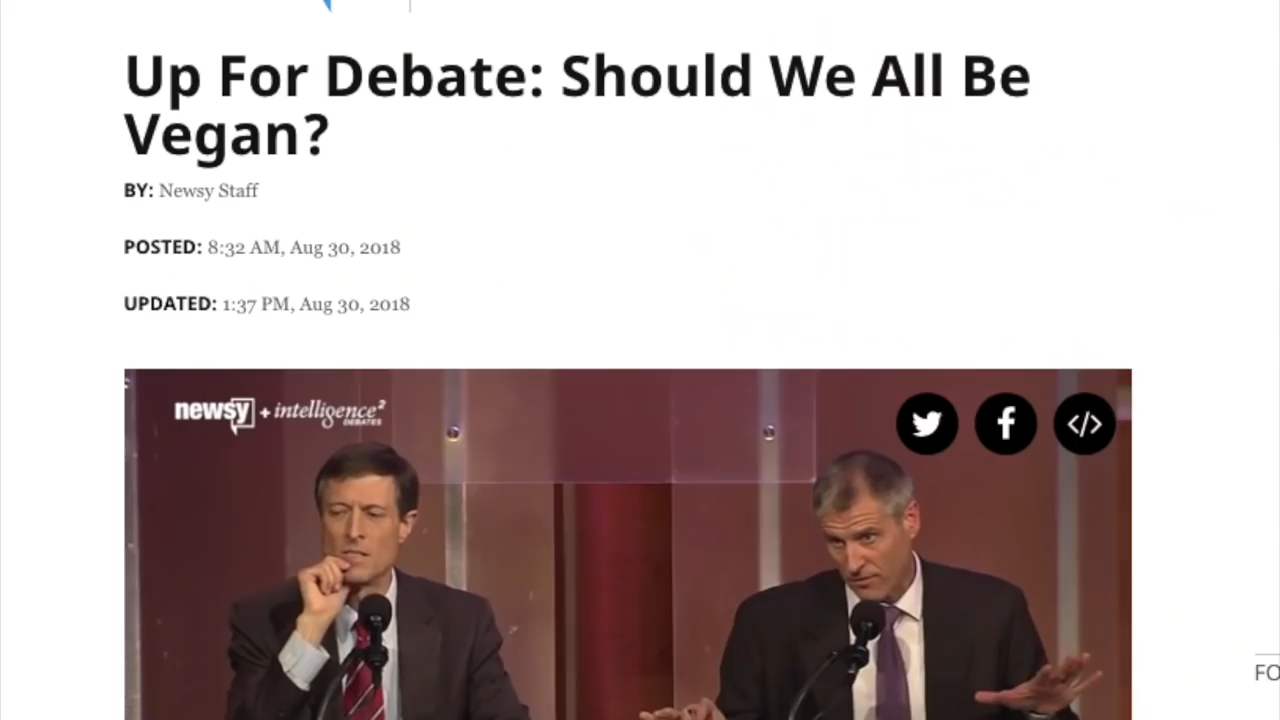 Up For Debate: Should We All Be
Vegan?
BY: Newsy Staff
POSTED: 8:32 AM, Aug 30, 2018
UPDATED: 1:37 PM, Aug 30, 2018
newsy + intelligence²
DEBATES